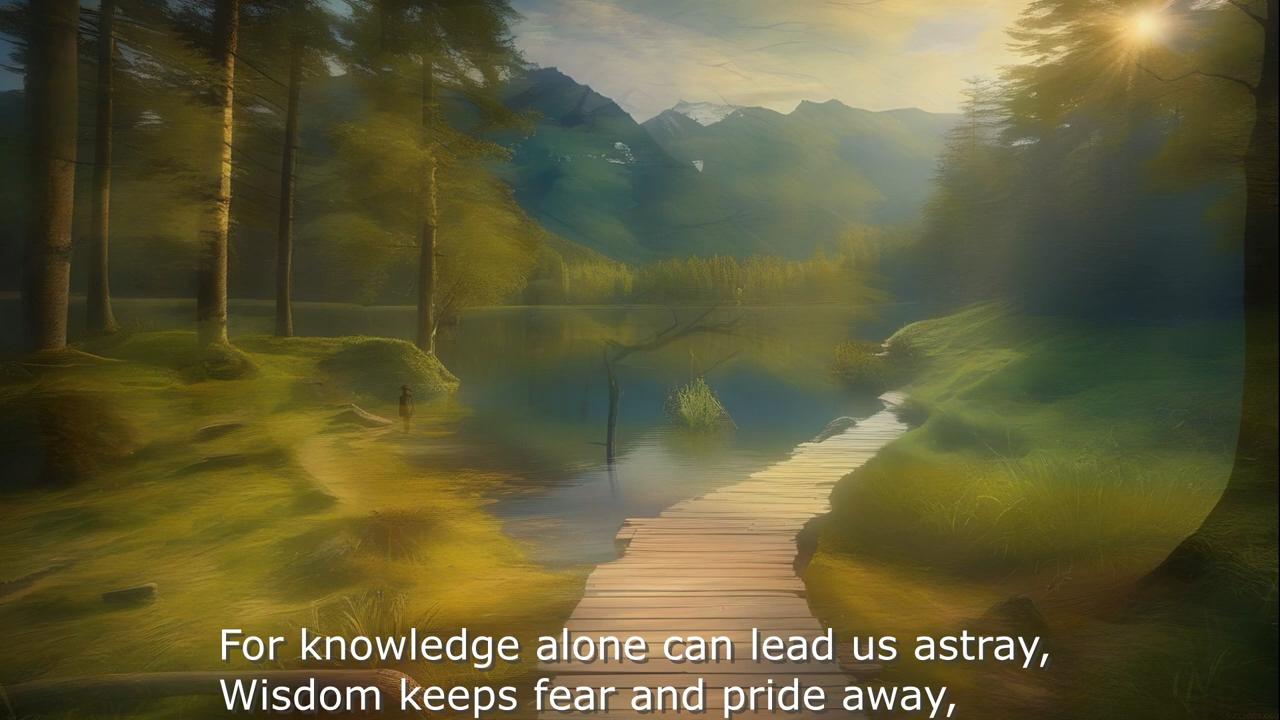 For knowledge alone can lead us astray,
Wisdom keeps fear and pride away,